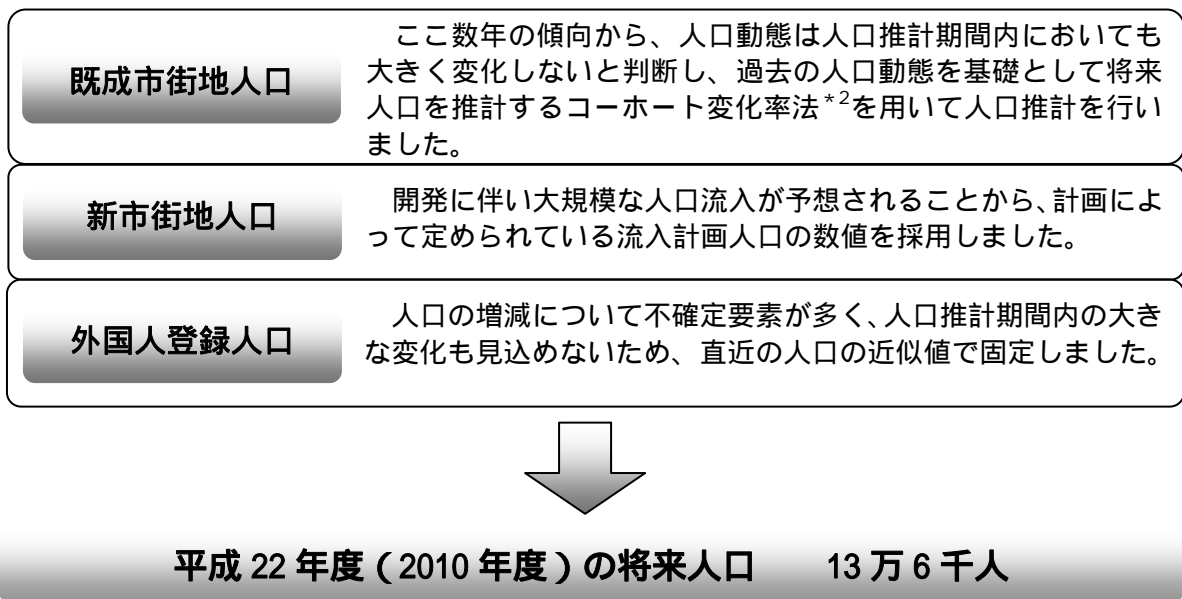 既成市街地人口
ここ数年の傾向から、人口動態は人口推計期間内においても
大きく変化しないと判断し、過去の人口動態を基礎として将来
人口を推計するコーホート変化率法*2を用いて人口推計を行い
ました。
新市街地人口
開発に伴い大規模な人口流入が予想されることから、計画によ
って定められている流入計画人口の数値を採用しました。
外国人登録人口
人口の増減について不確定要素が多く、人口推計期間内の大き
な変化も見込めないため、直近の人口の近似値で固定しました。
平成 22 年度(2010 年度)の将来人口 13 万 6 千人